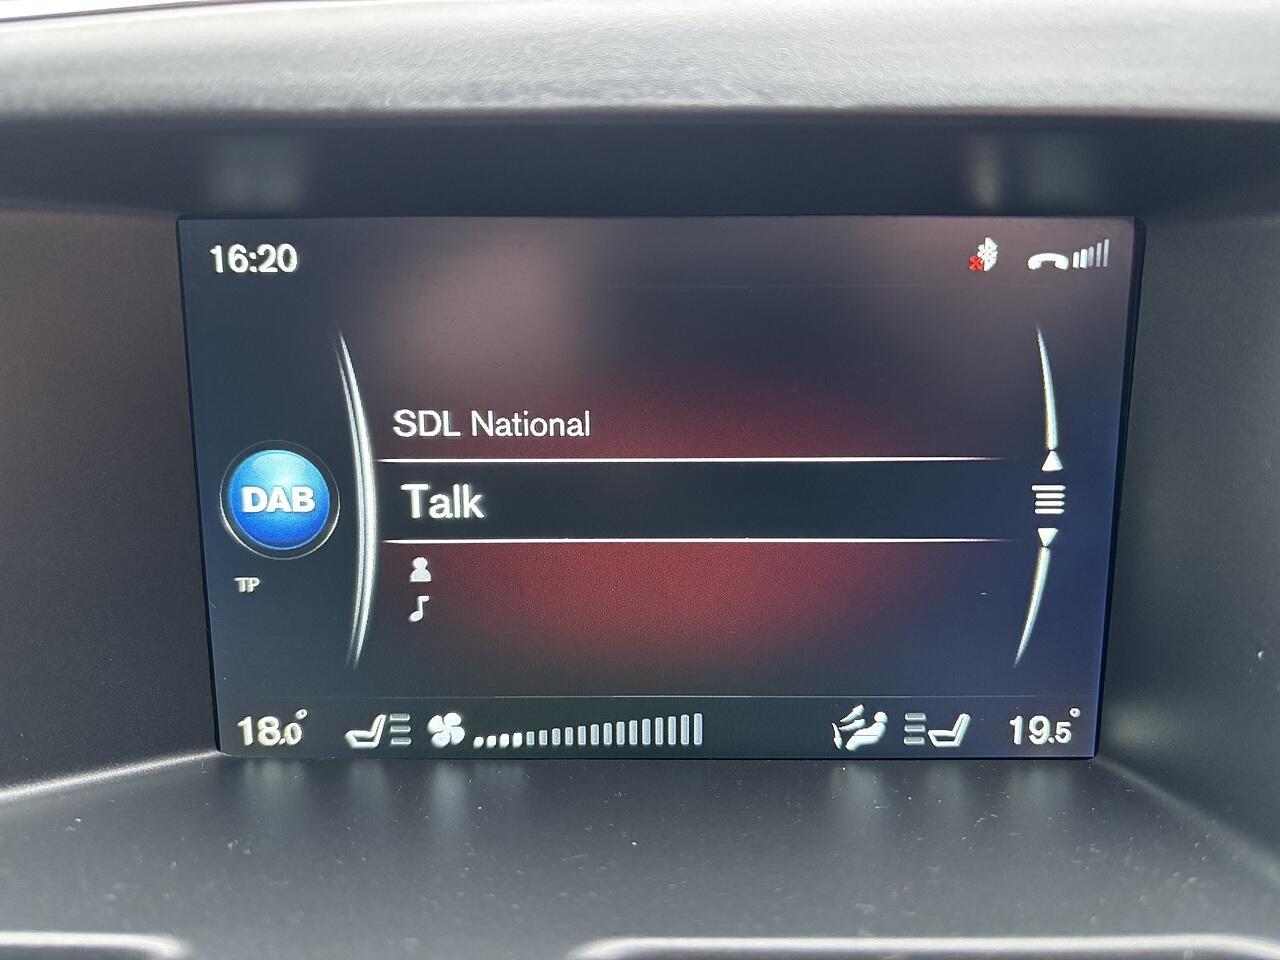 16:20
SDL National
DAB
Talk
TP
18.0°
19.5°